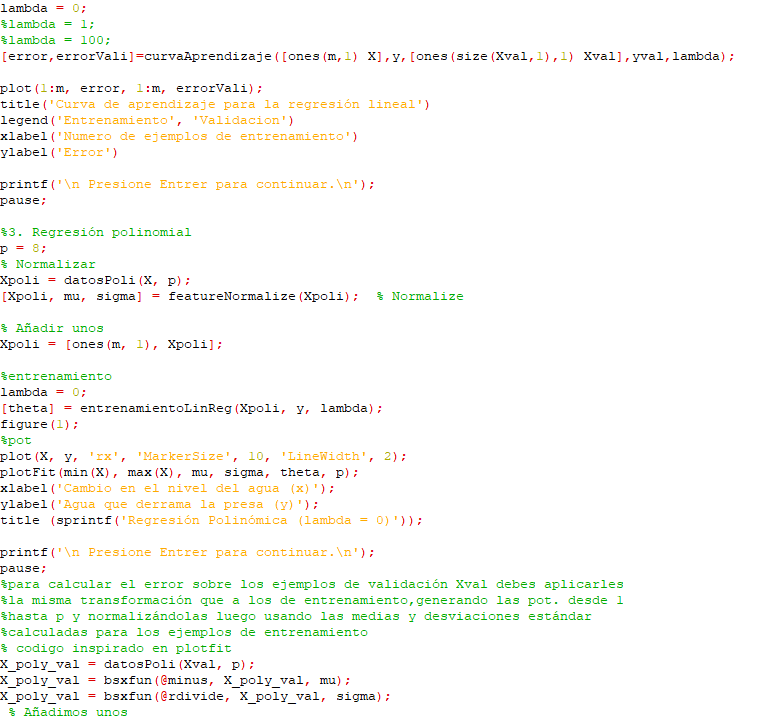 lambda = 0;
%lambda = 1;
%lambda = 100;
[error,errorVali]=curvaAprendizaje([ones(m,1) X],y,[ones(size(Xval,1),1) Xval],yval,lambda);
plot(1:m, error, 1:m, errorVali);
title('Curva de aprendizaje para la regresión lineal')
legend('Entrenamiento', 'Validacion')
xlabel('Numero de ejemplos de entrenamiento')
ylabel('Error')
printf('\n Presione Entrer para continuar.\n');
pause;
%3. Regresión polinomial
p = 8;
% Normalizar
Xpoli = datosPoli(X, p);
[Xpoli, mu, sigma] = featureNormalize(Xpoli);  % Normalize
% Añadir unos
Xpoli = [ones(m, 1), Xpoli];
%entrenamiento
lambda = 0;
[theta] = entrenamientoLinReg(Xpoli, y, lambda);
figure(1);
%pot
plot(X, y, 'rx', 'MarkerSize', 10, 'LineWidth', 2);
plotFit(min(X), max(X), mu, sigma, theta, p);
xlabel('Cambio en el nivel del agua (x)');
ylabel('Agua que derrama la presa (y)');
title (sprintf('Regresión Polinómica (lambda = 0)'));
printf('\n Presione Entrer para continuar.\n');
pause;
%para calcular el error sobre los ejemplos de validación Xval debes aplicarles
%la misma transformación que a los de entrenamiento,generando las pot. desde 1
%hasta p y normalizándolas luego usando las medias y desviaciones estándar
%calculadas para los ejemplos de entrenamiento
% codigo inspirado en plotfit
X_poly_val = datosPoli(Xval, p);
X_poly_val = bsxfun(@minus, X_poly_val, mu);
X_poly_val = bsxfun(@rdivide, X_poly_val, sigma);
% Añadimos unos